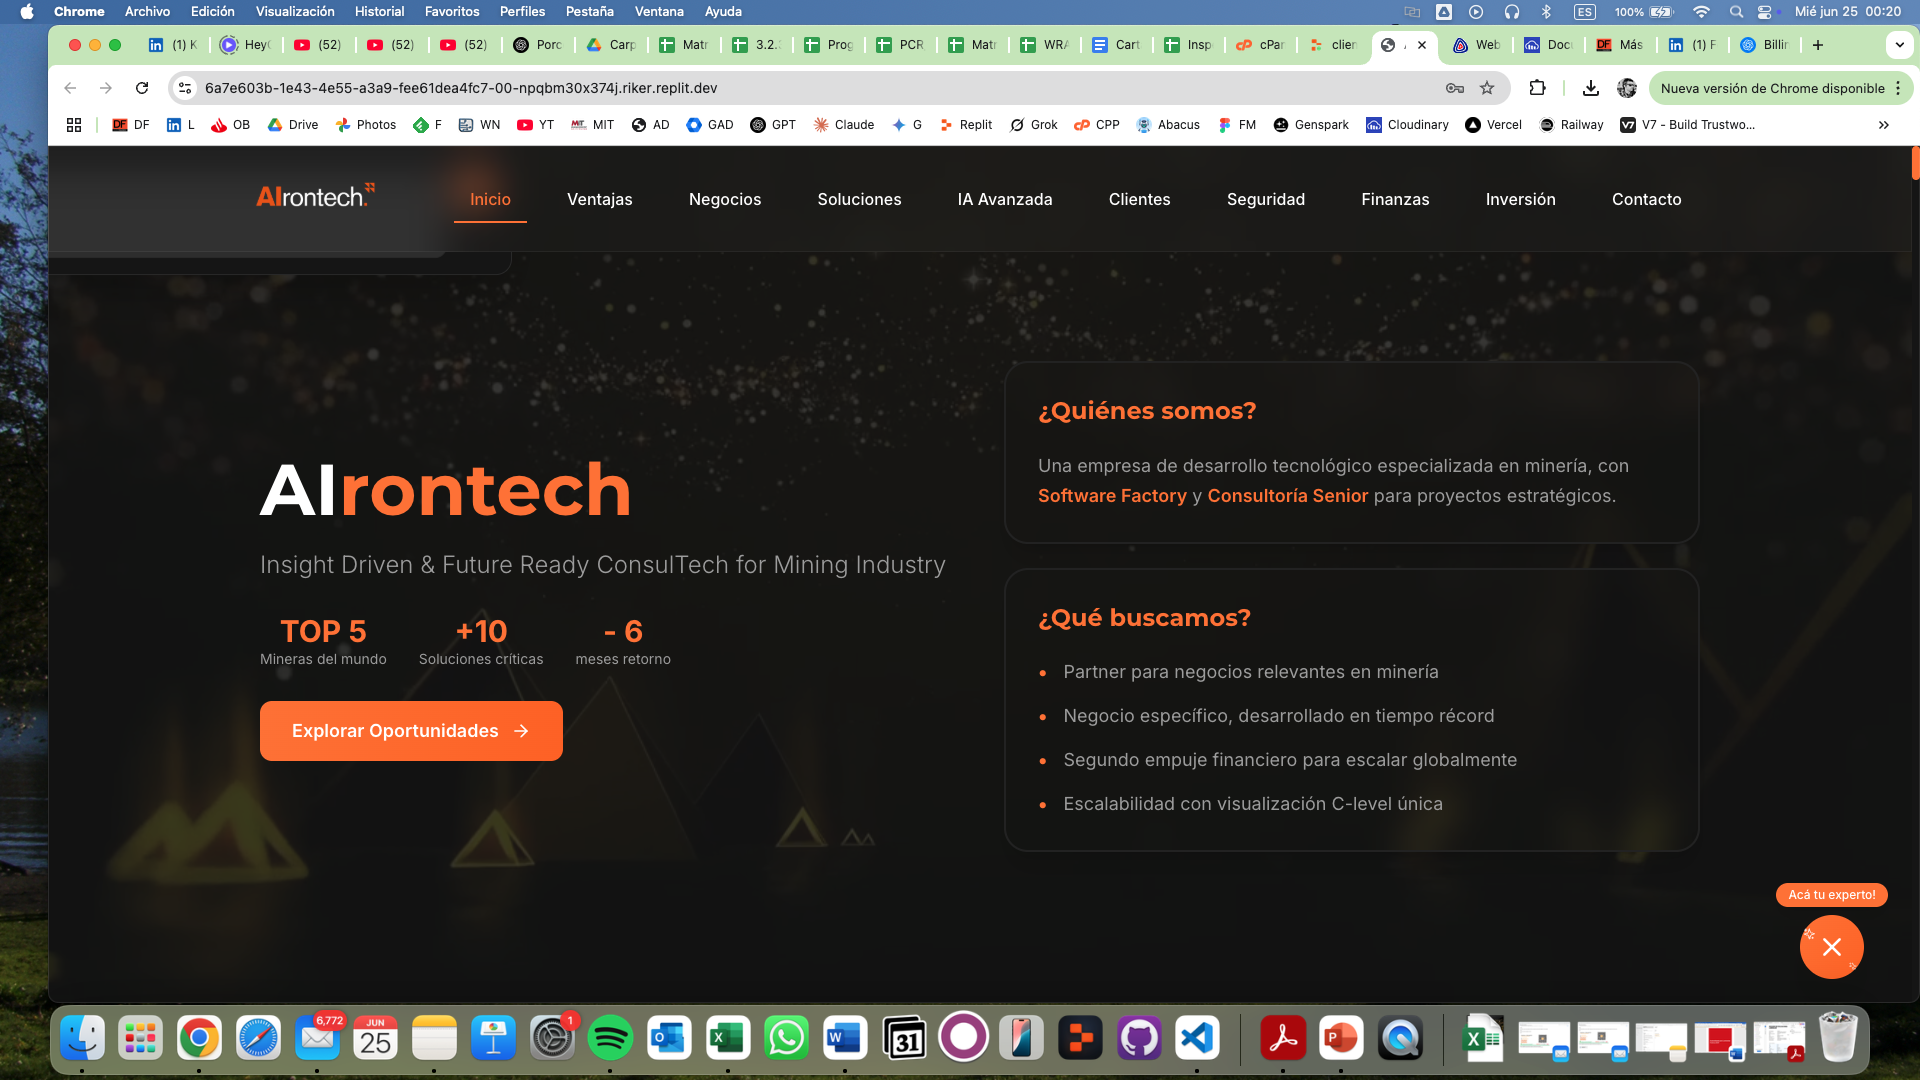 Chrome Archivo Edición Visualización Historial Favoritos Perfiles Pestaña Ventana Ayuda ES 100% Mié jun 25 00:20
(1) HeyG (52) (52) (52) Porc Carp Matr 3.2. Prog PCR Matr WRA Cart Insp cPar clier Web Doc Más (1) F Billin
6a7e603b-1e43-4e55-a3a9-fee61dea4fc7-00-npqbm30x374j.riker.replit.dev Nueva versión de Chrome disponible
DF L OB Drive Photos F WN YT MIT AD GAD GPT Claude G Replit Grok CPP Abacus FM Genspark Cloudinary Vercel Railway V7 - Build Trustwo...
AIrontech. Inicio Ventajas Negocios Soluciones IA Avanzada Clientes Seguridad Finanzas Inversión Contacto
AIrontech
Insight Driven & Future Ready ConsulTech for Mining Industry
TOP 5 +10 - 6
Mineras del mundo Soluciones críticas meses retorno
Explorar Oportunidades →
¿Quiénes somos?
Una empresa de desarrollo tecnológico especializada en minería, con
Software Factory y Consultoría Senior para proyectos estratégicos.
¿Qué buscamos?
• Partner para negocios relevantes en minería
• Negocio específico, desarrollado en tiempo récord
• Segundo empuje financiero para escalar globalmente
• Escalabilidad con visualización C-level única
Acá tu experto!
6,772 JUN 25 1 31